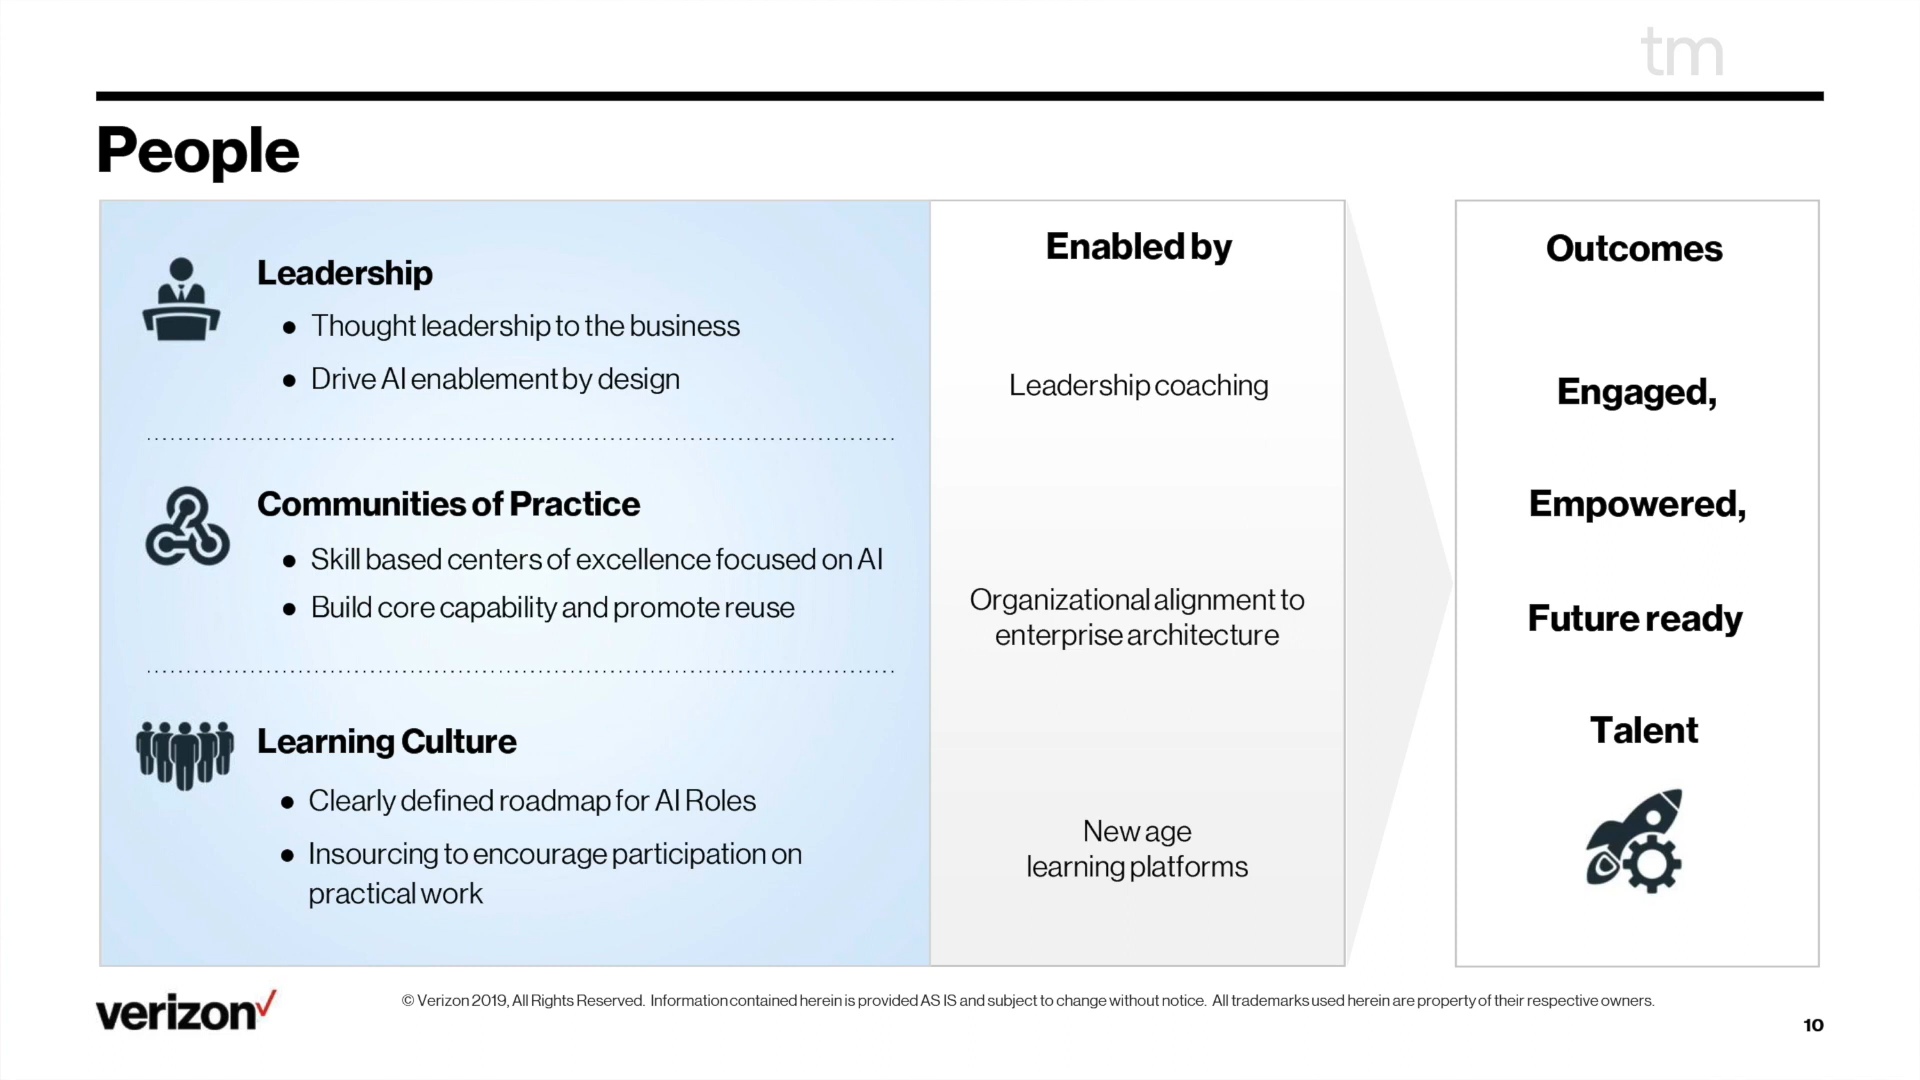 tm
People
Leadership
● Thought leadership to the business
● Drive AI enablement by design
Communities of Practice
● Skill based centers of excellence focused on AI
● Build core capability and promote reuse
Learning Culture
● Clearly defined roadmap for AI Roles
● Insourcing to encourage participation on
practical work
Enabled by
Leadership coaching
Organizational alignment to
enterprise architecture
New age
learning platforms
Outcomes
Engaged,
Empowered,
Future ready
Talent
verizon✓
© Verizon 2019, All Rights Reserved. Information contained herein is provided AS IS and subject to change without notice. All trademarks used herein are property of their respective owners.
10